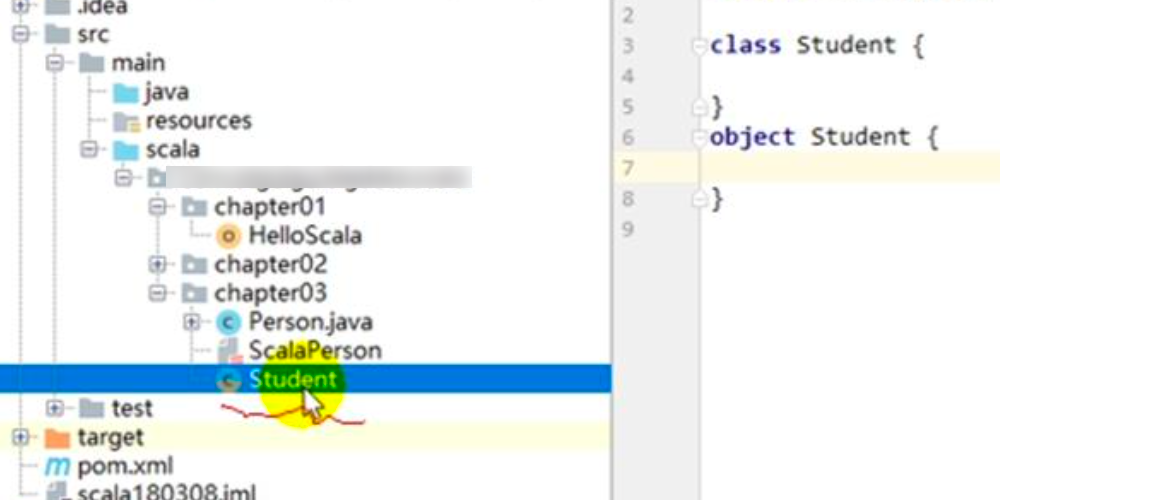 .idea
src
main
java
resources
scala
chapter01
HelloScala
chapter02
chapter03
Person.java
ScalaPerson
Student
test
target
pom.xml
scala180308.iml
2
3 class Student {
4
5 }
6 object Student {
7
8 }
9